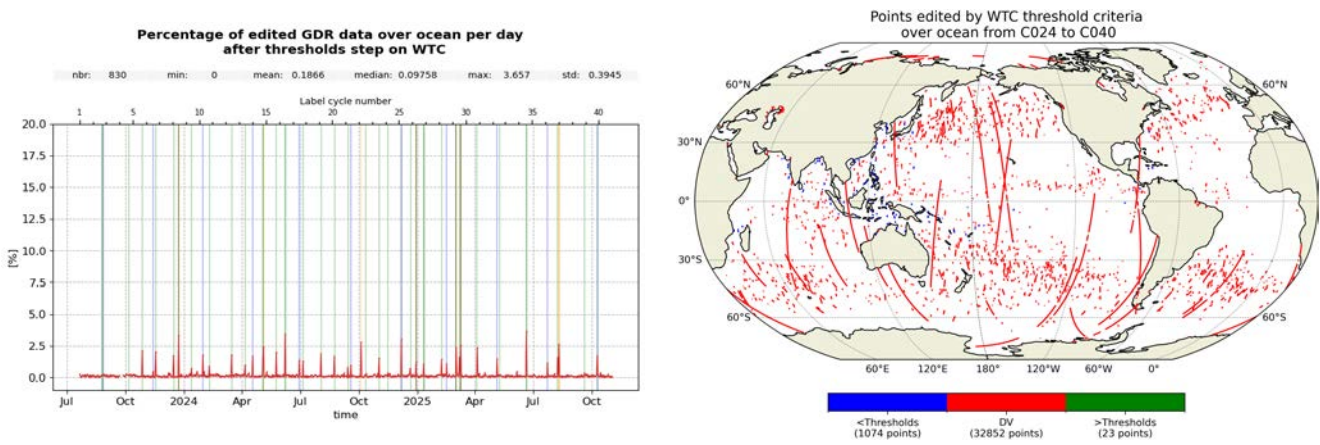 Percentage of edited GDR data over ocean per day
after thresholds step on WTC
nbr: 830 min: 0 mean: 0.1866 median: 0.09758 max: 3.657 std: 0.3945
Label cycle number
1 5 10 15 20 25 30 35 40
20.0
17.5
15.0
12.5
10.0
7.5
5.0
2.5
0.0
[%]
Jul Oct 2024 Apr Jul Oct 2025 Apr Jul Oct
time
Points edited by WTC threshold criteria
over ocean from C024 to C040
60°N 60°N
30°N 30°N
0° 0°
30°S 30°S
60°S 60°S
60°E 120°E 180° 120°W 60°W 0°
<Thresholds DV >Thresholds
(1074 points) (32852 points) (23 points)